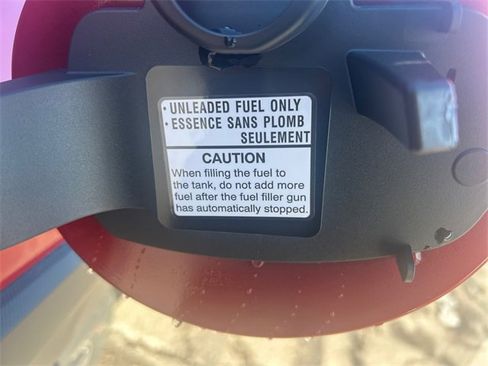 • UNLEADED FUEL ONLY
• ESSENCE SANS PLOMB
SEULEMENT
CAUTION
When filling the fuel to
the tank, do not add more
fuel after the fuel filler gun
has automatically stopped.